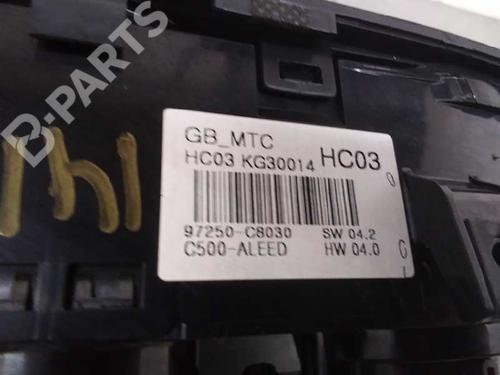 B-PARTS
GB_MTC
HC03 KG30014 HC03
97250-C8030 SW 04.2
C500-ALEED HW 04.0